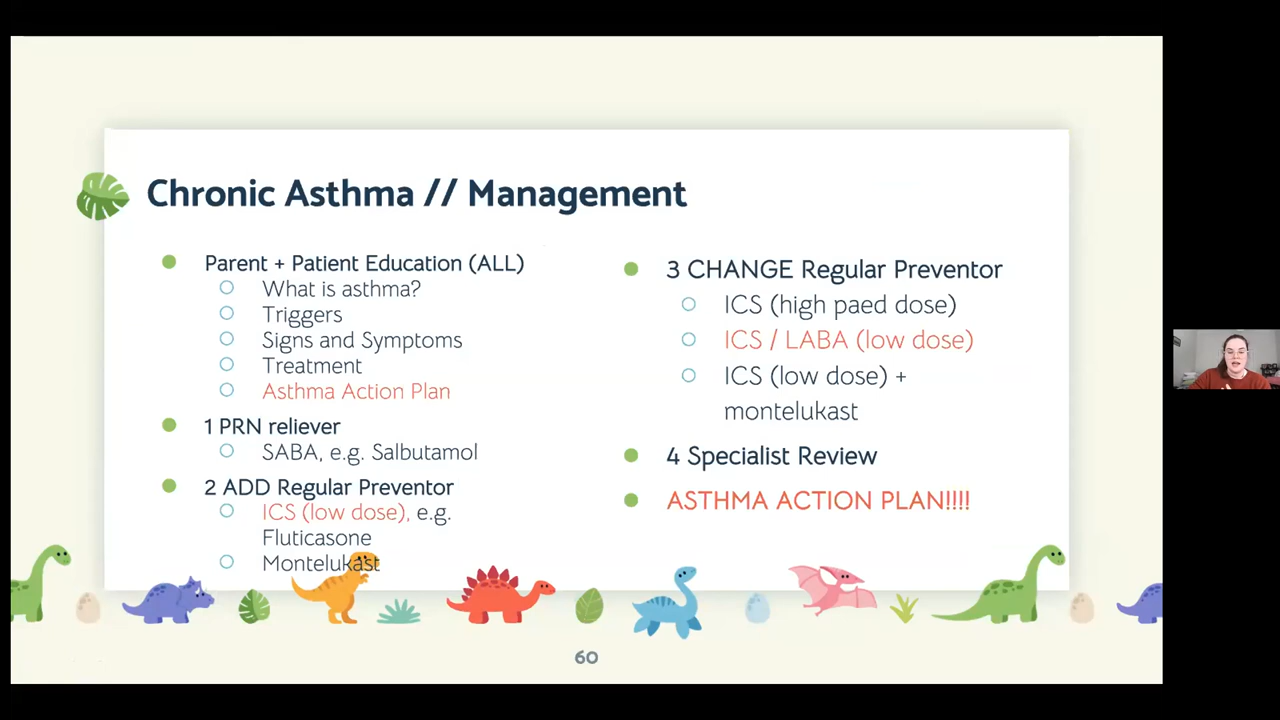 Chronic Asthma // Management
Parent + Patient Education (ALL)
What is asthma?
Triggers
Signs and Symptoms
Treatment
Asthma Action Plan
1 PRN reliever
SABA, e.g. Salbutamol
2 ADD Regular Preventor
ICS (low dose), e.g.
Fluticasone
Montelukast
3 CHANGE Regular Preventor
ICS (high paed dose)
ICS / LABA (low dose)
ICS (low dose) +
montelukast
4 Specialist Review
ASTHMA ACTION PLAN!!!!
60